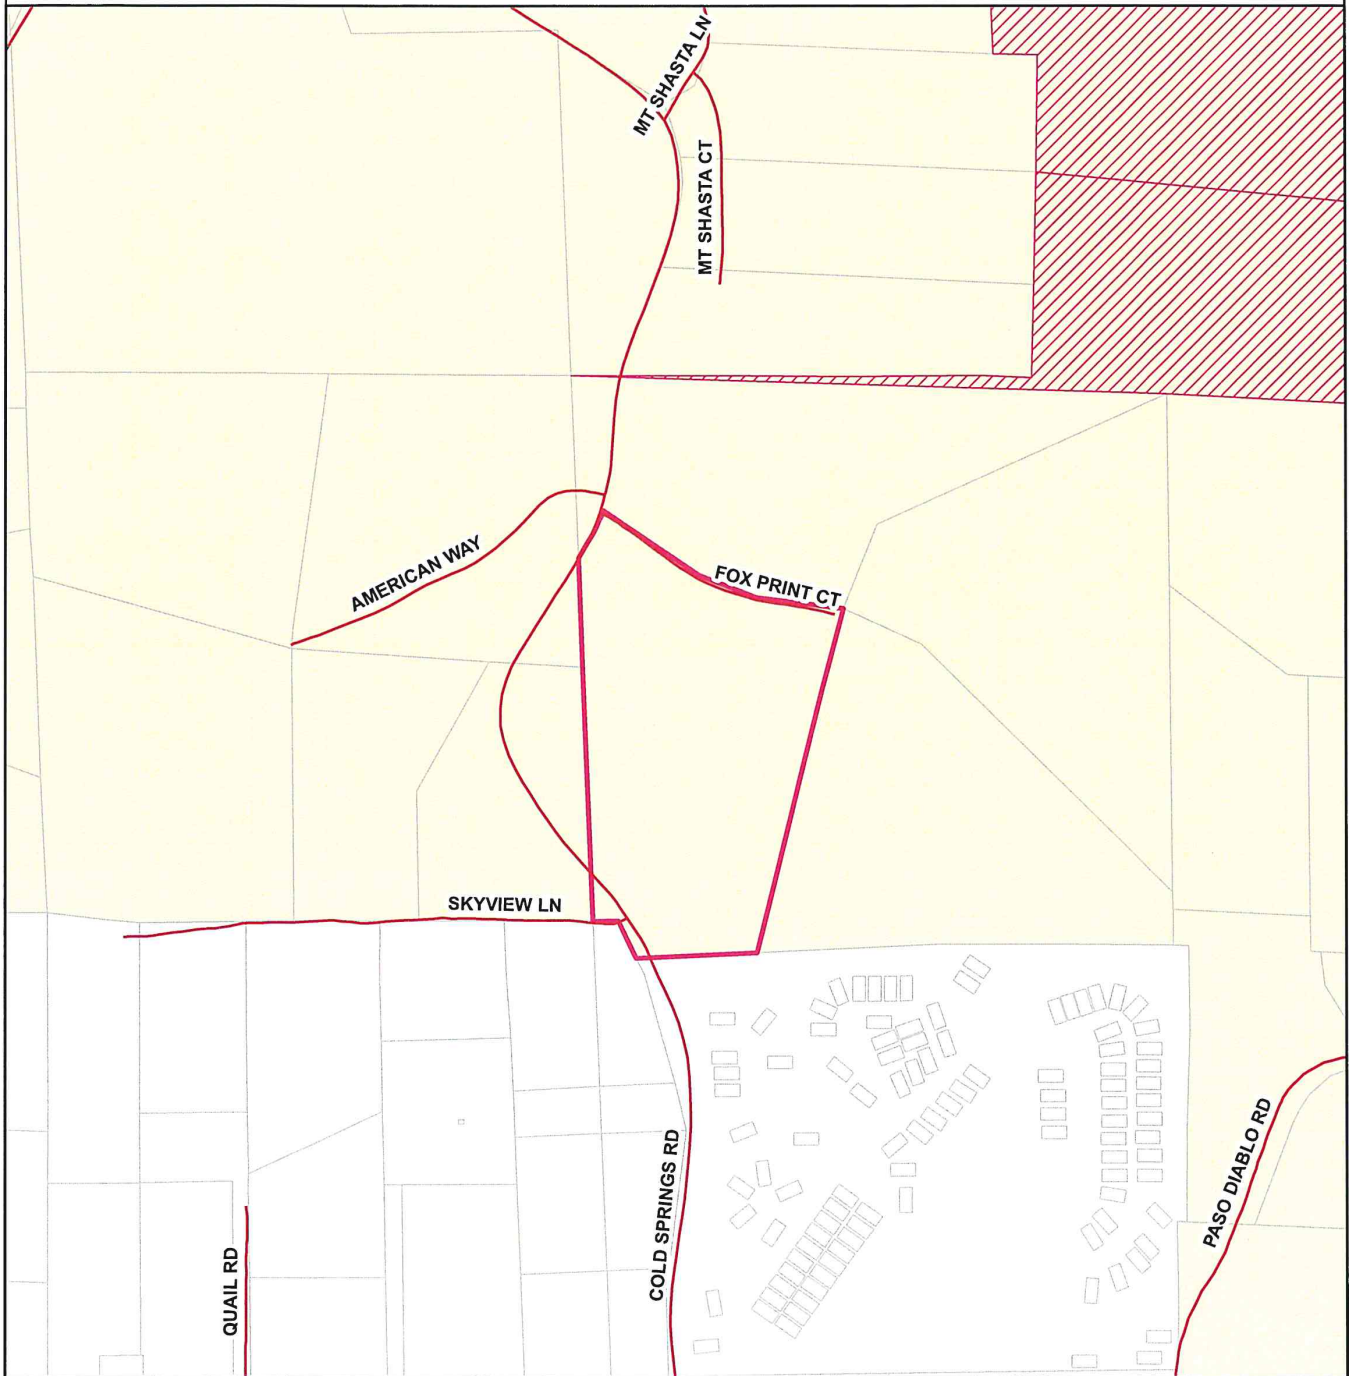 MT SHASTA LN
MT SHASTA CT
AMERICAN WAY
FOX PRINT CT
SKYVIEW LN
COLD SPRINGS RD
PASO DIABLO RD
QUAIL RD